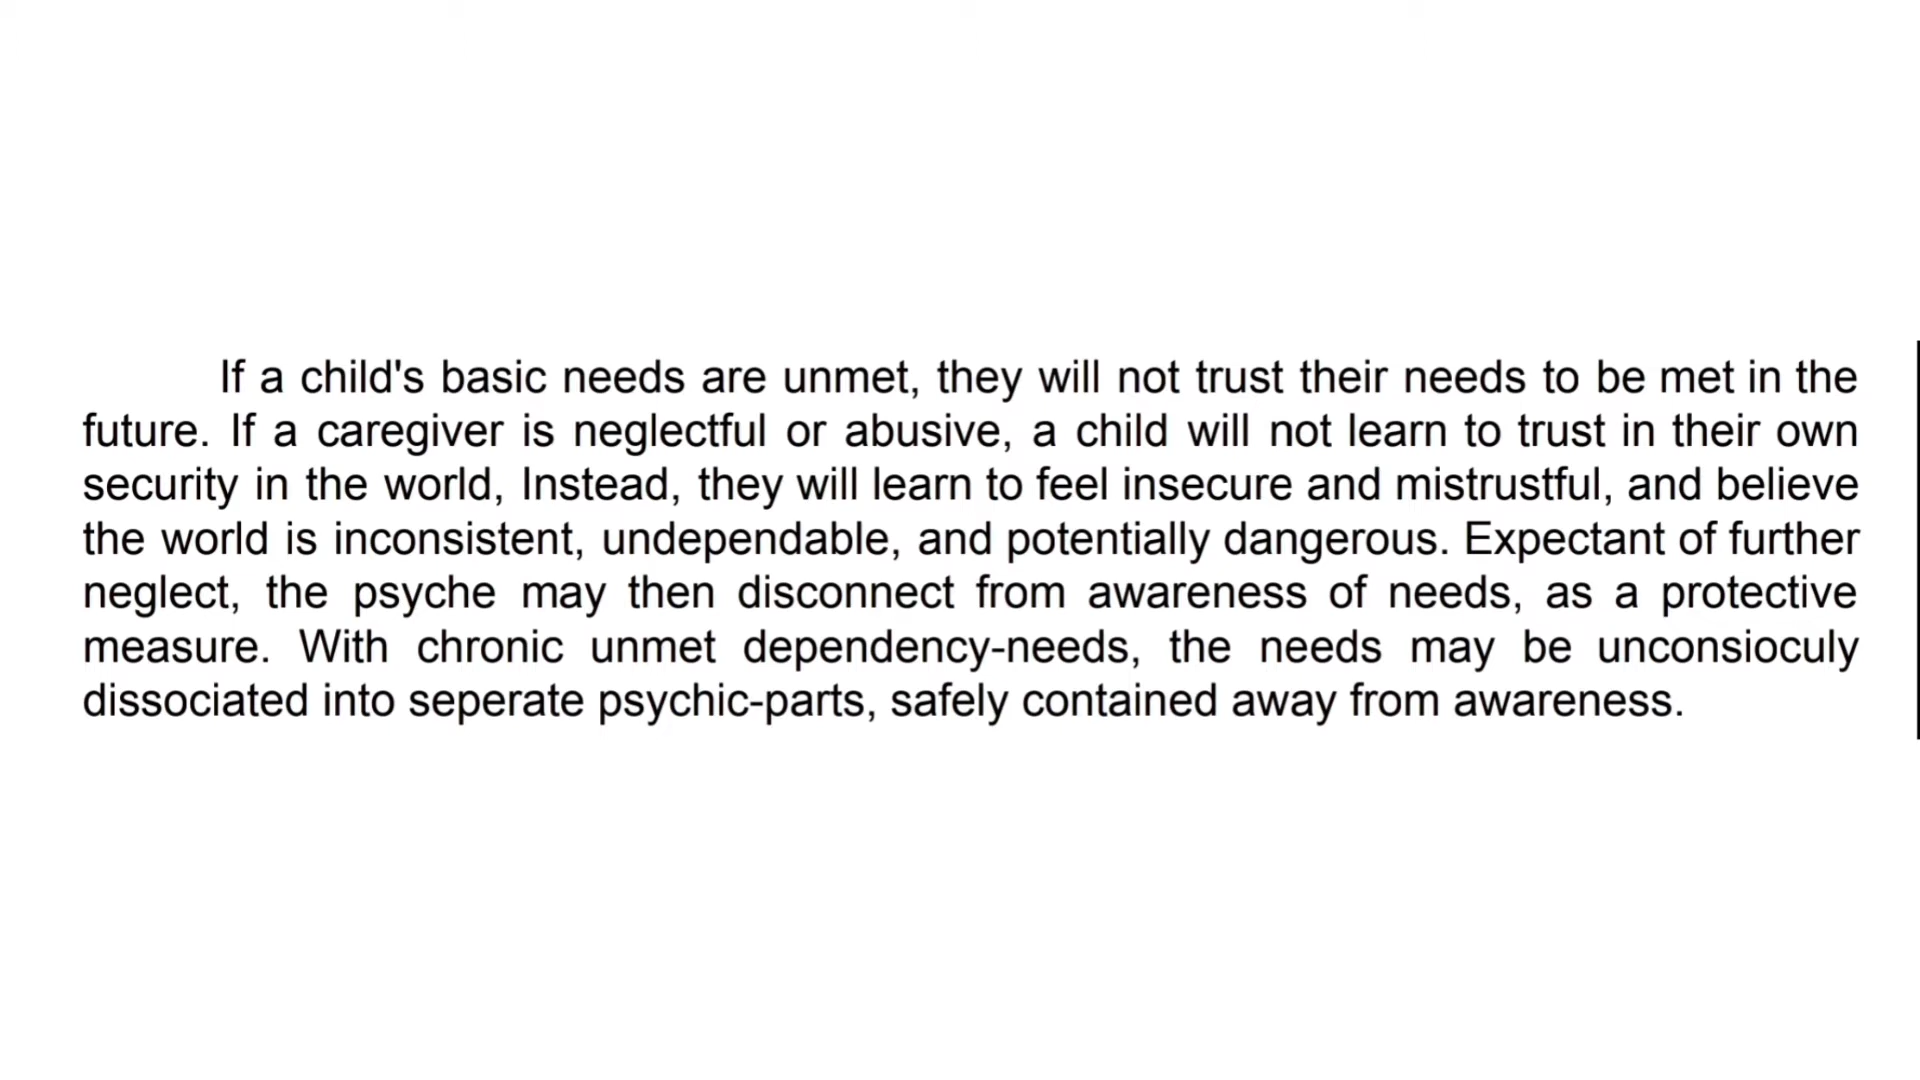 If a child's basic needs are unmet, they will not trust their needs to be met in the
future. If a caregiver is neglectful or abusive, a child will not learn to trust in their own
security in the world, Instead, they will learn to feel insecure and mistrustful, and believe
the world is inconsistent, undependable, and potentially dangerous. Expectant of further
neglect, the psyche may then disconnect from awareness of needs, as a protective
measure. With chronic unmet dependency-needs, the needs may be unconsioculy
dissociated into seperate psychic-parts, safely contained away from awareness.